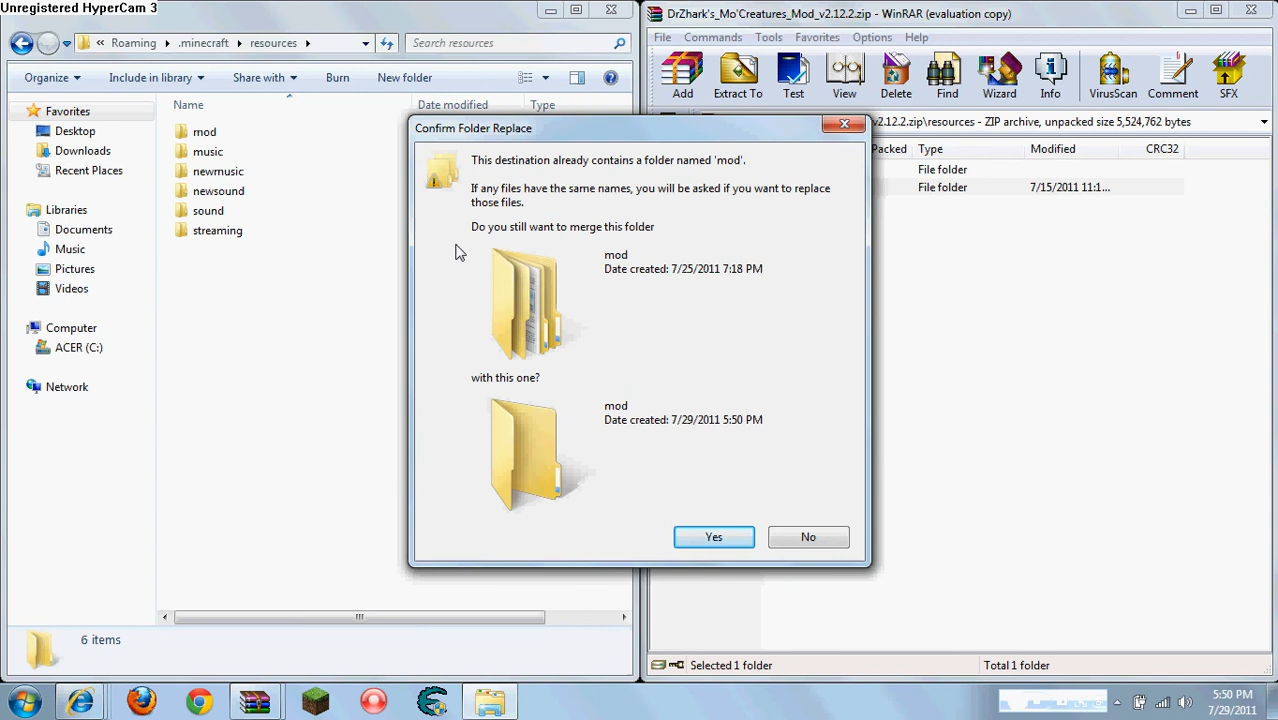 Unregistered HyperCam 3
« Roaming ▸ .minecraft ▸ resources ▸
Search resources
Organize
Include in library
Share with
Burn
New folder
Name
Date modified
Type
Favorites
Desktop
Downloads
Recent Places
Libraries
Documents
Music
Pictures
Videos
Computer
ACER (C:)
Network
mod
music
newmusic
newsound
sound
streaming
6 items
DrZhark's_Mo'Creatures_Mod_v2.12.2.zip - WinRAR (evaluation copy)
File Commands Tools Favorites Options Help
Add Extract To Test View Delete Find Wizard Info VirusScan Comment SFX
v2.12.2.zip\resources - ZIP archive, unpacked size 5,524,762 bytes
Packed Type Modified CRC32
File folder
File folder 7/15/2011 11:1...
Selected 1 folder
Total 1 folder
Confirm Folder Replace
This destination already contains a folder named 'mod'.
If any files have the same names, you will be asked if you want to replace
those files.
Do you still want to merge this folder
mod
Date created: 7/25/2011 7:18 PM
with this one?
mod
Date created: 7/29/2011 5:50 PM
Yes
No
5:50 PM
7/29/2011